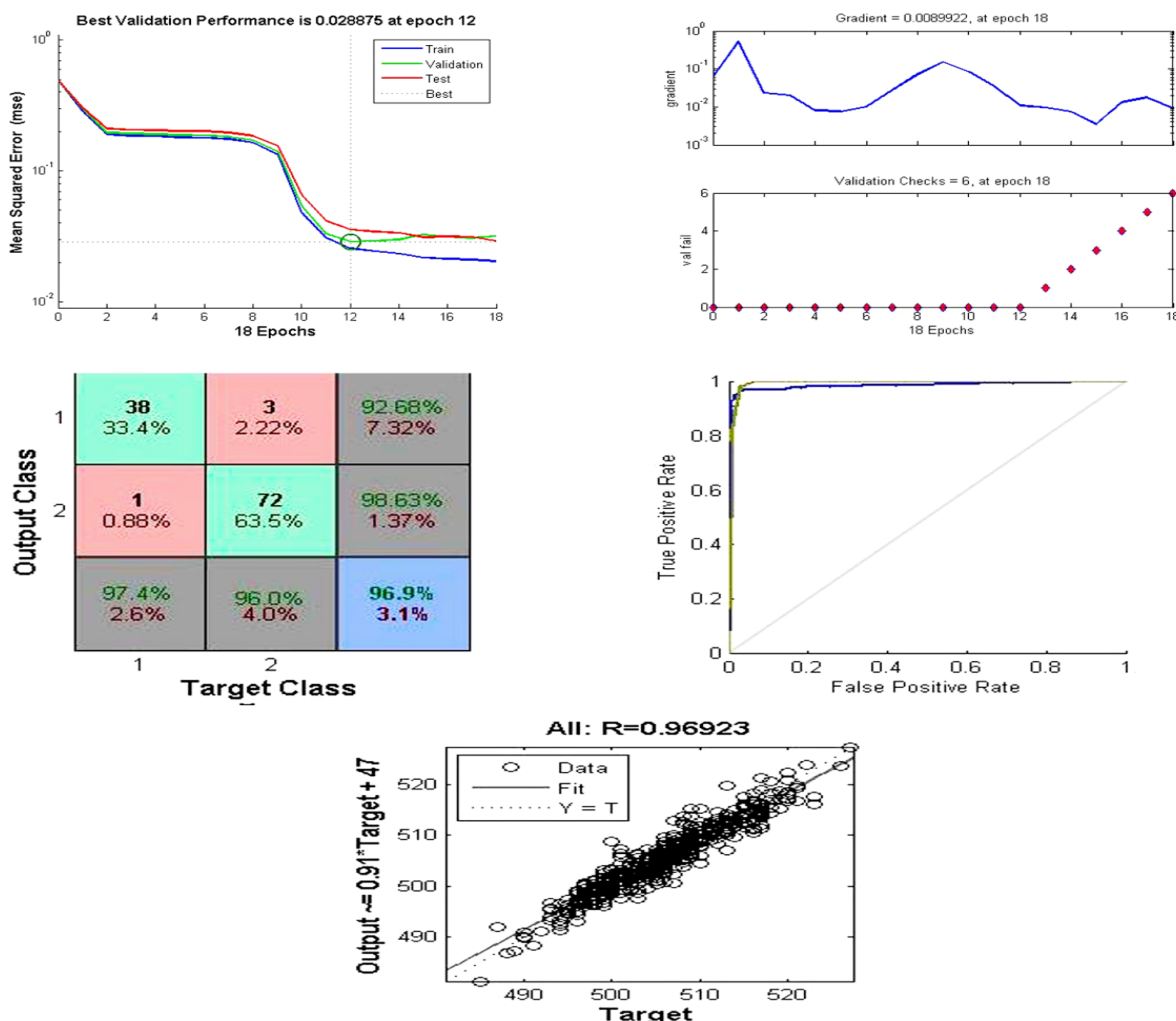 Best Validation Performance is 0.028875 at epoch 12
10^0
10^-1
10^-2
Mean Squared Error (mse)
Train
Validation
Test
Best
0 2 4 6 8 10 12 14 16 18
18 Epochs
Gradient = 0.0089922, at epoch 18
10^0
10^-1
10^-2
10^-3
gradient
Validation Checks = 6, at epoch 18
6
4
2
0
val fail
0 2 4 6 8 10 12 14 16 18
18 Epochs
Output Class
1
38
33.4%
3
2.22%
92.68%
7.32%
2
1
0.88%
72
63.5%
98.63%
1.37%
97.4%
2.6%
96.0%
4.0%
96.9%
3.1%
1 2
Target Class
True Positive Rate
1
0.8
0.6
0.4
0.2
0
0 0.2 0.4 0.6 0.8 1
False Positive Rate
All: R=0.96923
Output ~= 0.91*Target + 47
Data
Fit
Y = T
520
510
500
490
490 500 510 520
Target